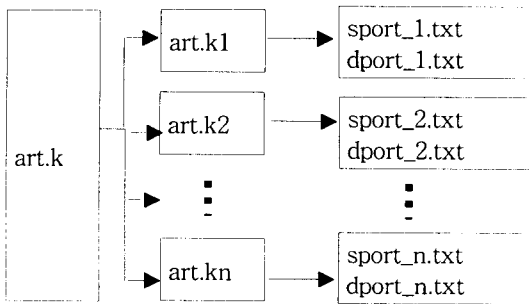 art.k
art.k1
sport_1.txt
dport_1.txt
art.k2
sport_2.txt
dport_2.txt
art.kn
sport_n.txt
dport_n.txt